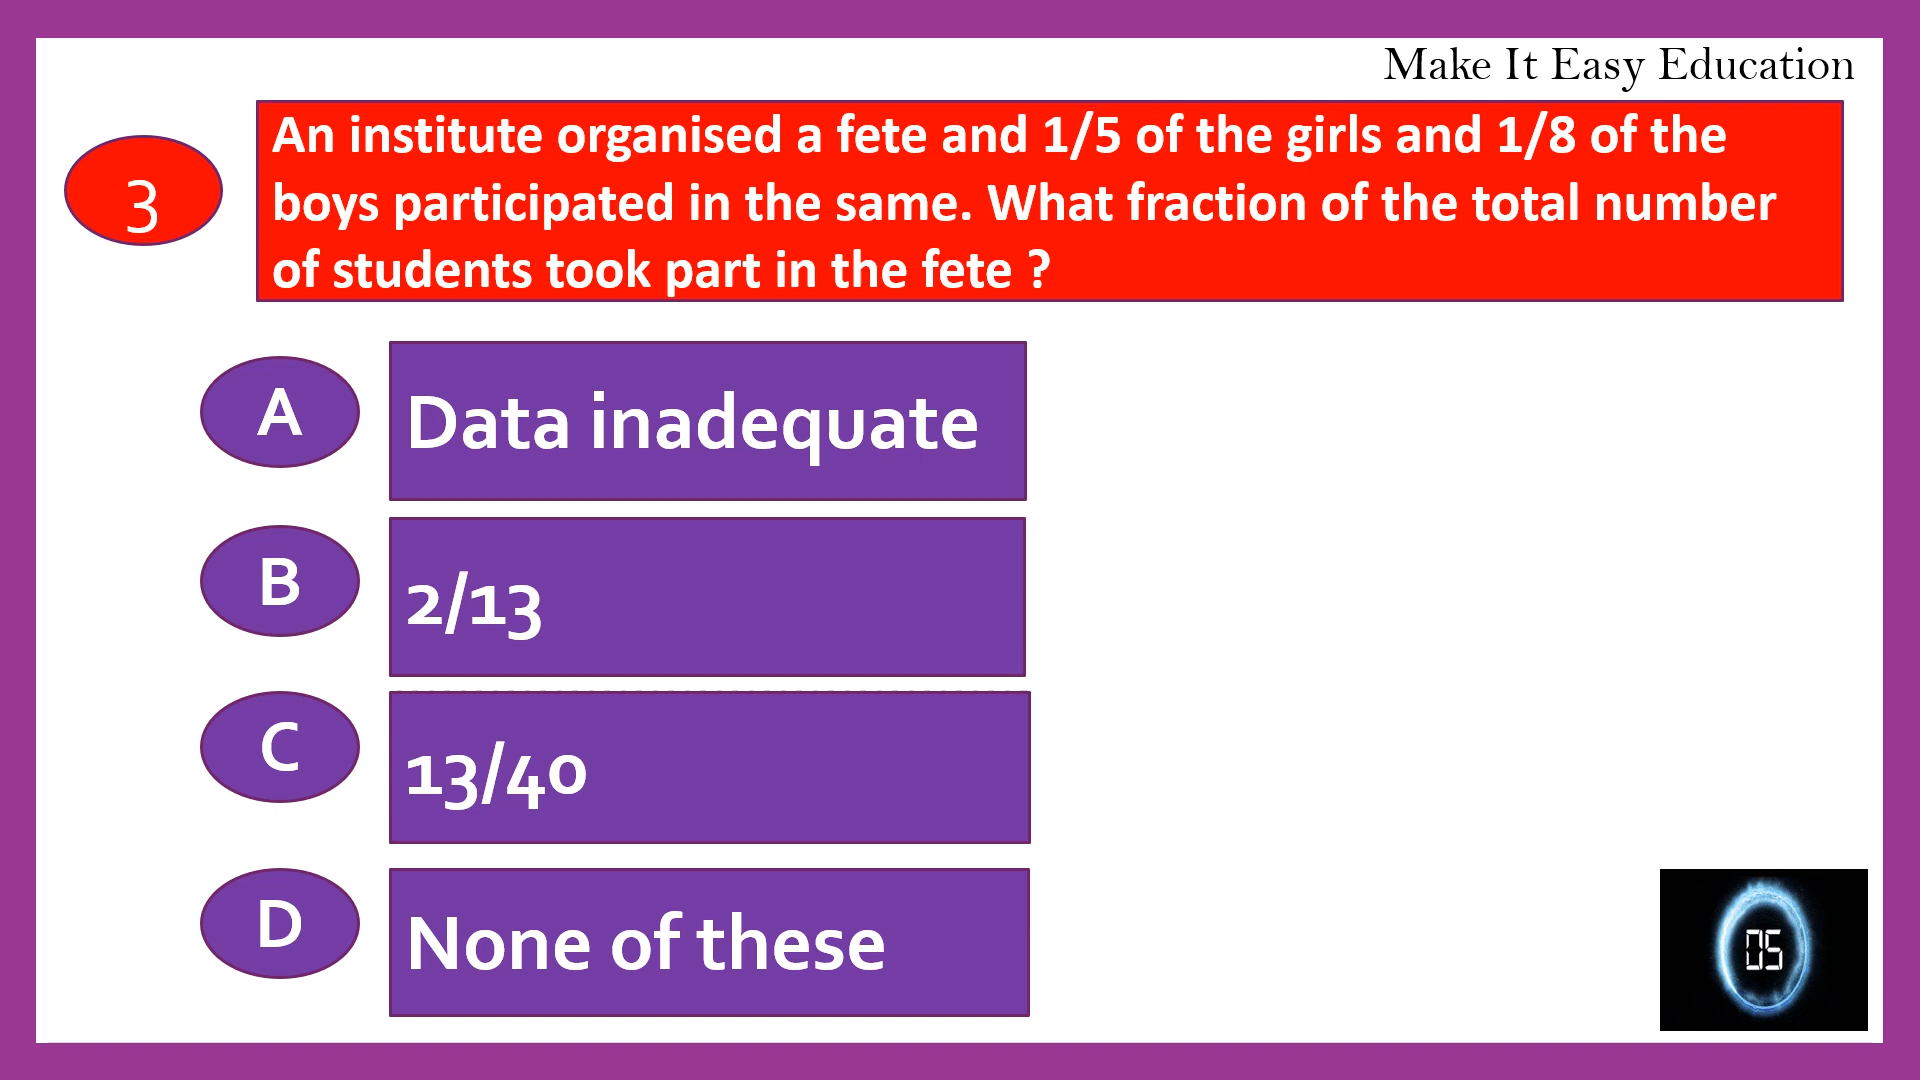 Make It Easy Education
3
An institute organised a fete and 1/5 of the girls and 1/8 of the
boys participated in the same. What fraction of the total number
of students took part in the fete ?
A
Data inadequate
B
2/13
C
13/40
D
None of these
05